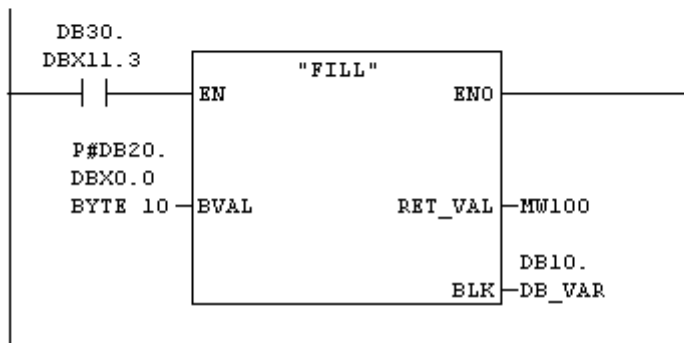 DB30.
DBX11.3
"FILL"
EN
ENO
P#DB20.
DBX0.0
BYTE 10
BVAL
RET_VAL
MW100
DB10.
BLK
DB_VAR